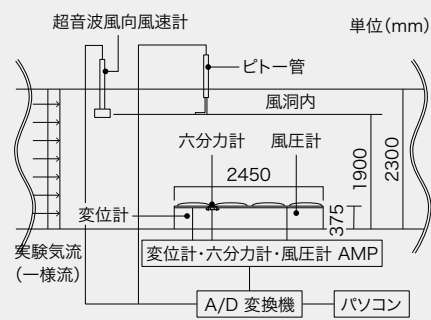 超音波風向風速計
単位(mm)
ピトー管
風洞内
六分力計
風圧計
2450
1900
2300
375
変位計
実験気流
(一様流)
変位計・六分力計・風圧計 AMP
A/D 変換機
パソコン